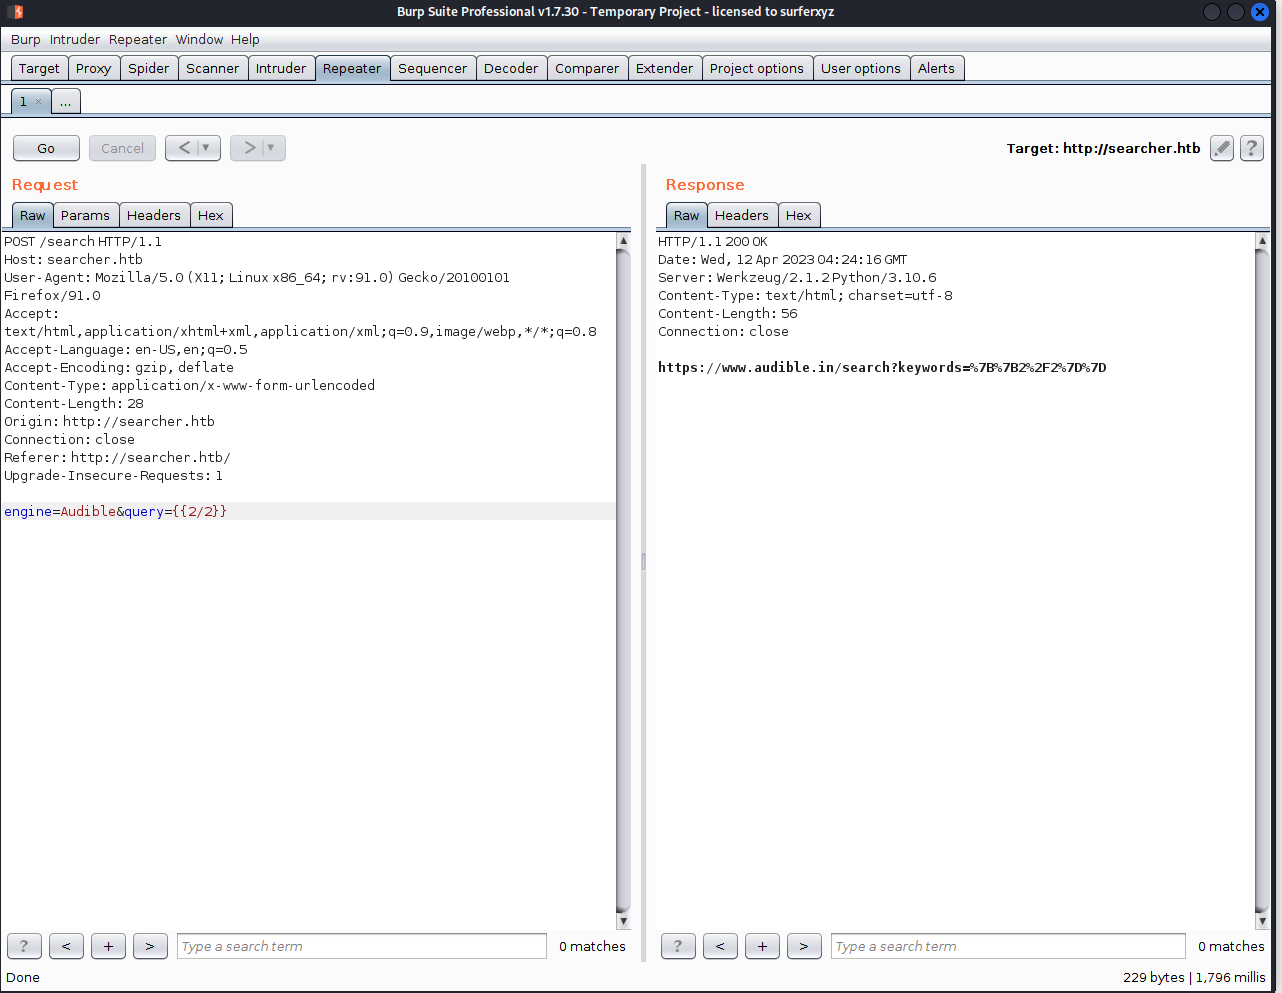 Burp Suite Professional v1.7.30 - Temporary Project - licensed to surferxyz
Burp Intruder Repeater Window Help
Target Proxy Spider Scanner Intruder Repeater Sequencer Decoder Comparer Extender Project options User options Alerts
1 × ...
Go Cancel < ▼ > ▼ Target: http://searcher.htb ?
Request
Raw Params Headers Hex
POST /search HTTP/1.1
Host: searcher.htb
User-Agent: Mozilla/5.0 (X11; Linux x86_64; rv:91.0) Gecko/20100101
Firefox/91.0
Accept:
text/html,application/xhtml+xml,application/xml;q=0.9,image/webp,*/*;q=0.8
Accept-Language: en-US,en;q=0.5
Accept-Encoding: gzip, deflate
Content-Type: application/x-www-form-urlencoded
Content-Length: 28
Origin: http://searcher.htb
Connection: close
Referer: http://searcher.htb/
Upgrade-Insecure-Requests: 1
engine=Audible&query={{2/2}}
? < + > Type a search term 0 matches
Response
Raw Headers Hex
HTTP/1.1 200 OK
Date: Wed, 12 Apr 2023 04:24:16 GMT
Server: Werkzeug/2.1.2 Python/3.10.6
Content-Type: text/html; charset=utf-8
Content-Length: 56
Connection: close
https://www.audible.in/search?keywords=%7B%7B2%2F2%7D%7D
? < + > Type a search term 0 matches
Done 229 bytes | 1,796 millis